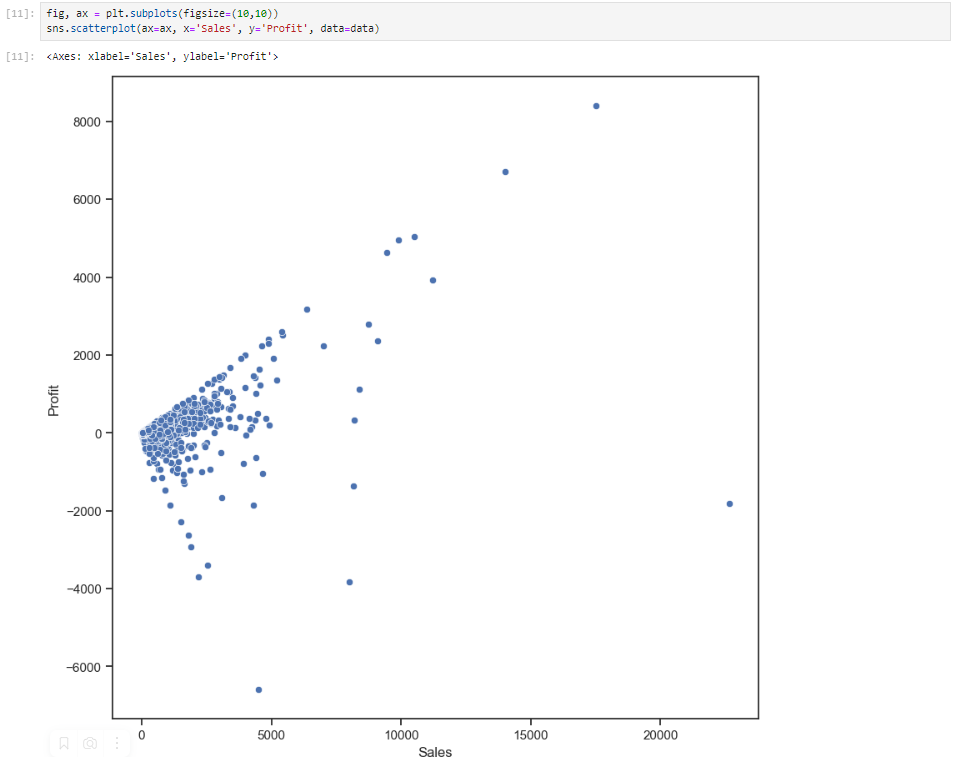 [11]: fig, ax = plt.subplots(figsize=(10,10))
sns.scatterplot(ax=ax, x='Sales', y='Profit', data=data)
[11]: <Axes: xlabel='Sales', ylabel='Profit'>
8000
6000
4000
2000
0
−2000
−4000
−6000
Profit
0 5000 10000 15000 20000
Sales